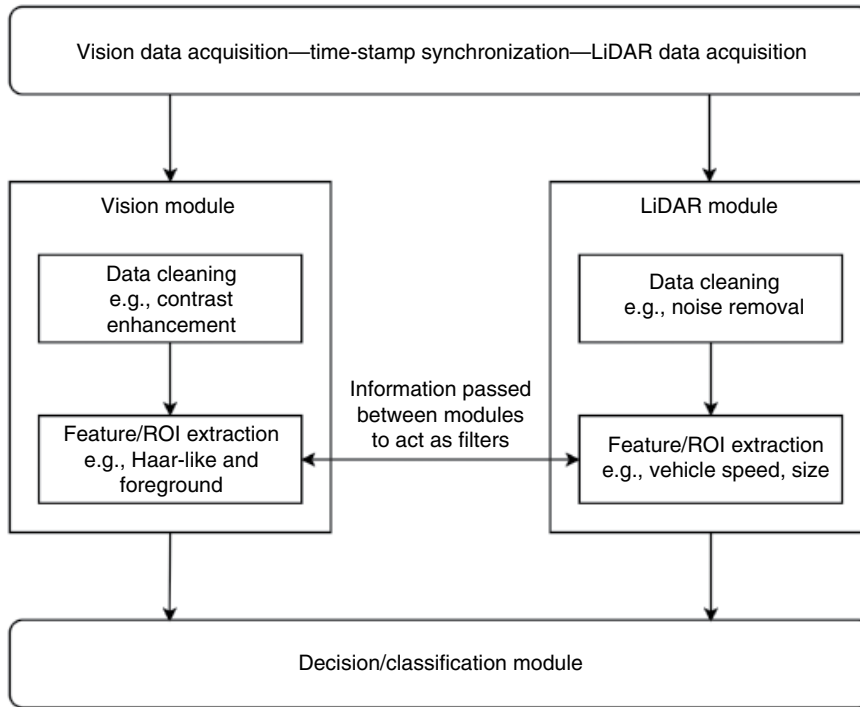 Vision data acquisition—time-stamp synchronization—LiDAR data acquisition
Vision module
Data cleaning
e.g., contrast
enhancement
Feature/ROI extraction
e.g., Haar-like and
foreground
Information passed
between modules
to act as filters
LiDAR module
Data cleaning
e.g., noise removal
Feature/ROI extraction
e.g., vehicle speed, size
Decision/classification module